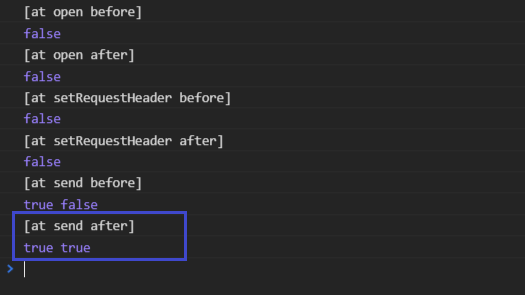 [at open before]
false
[at open after]
false
[at setRequestHeader before]
false
[at setRequestHeader after]
false
[at send before]
true false
[at send after]
true true
>